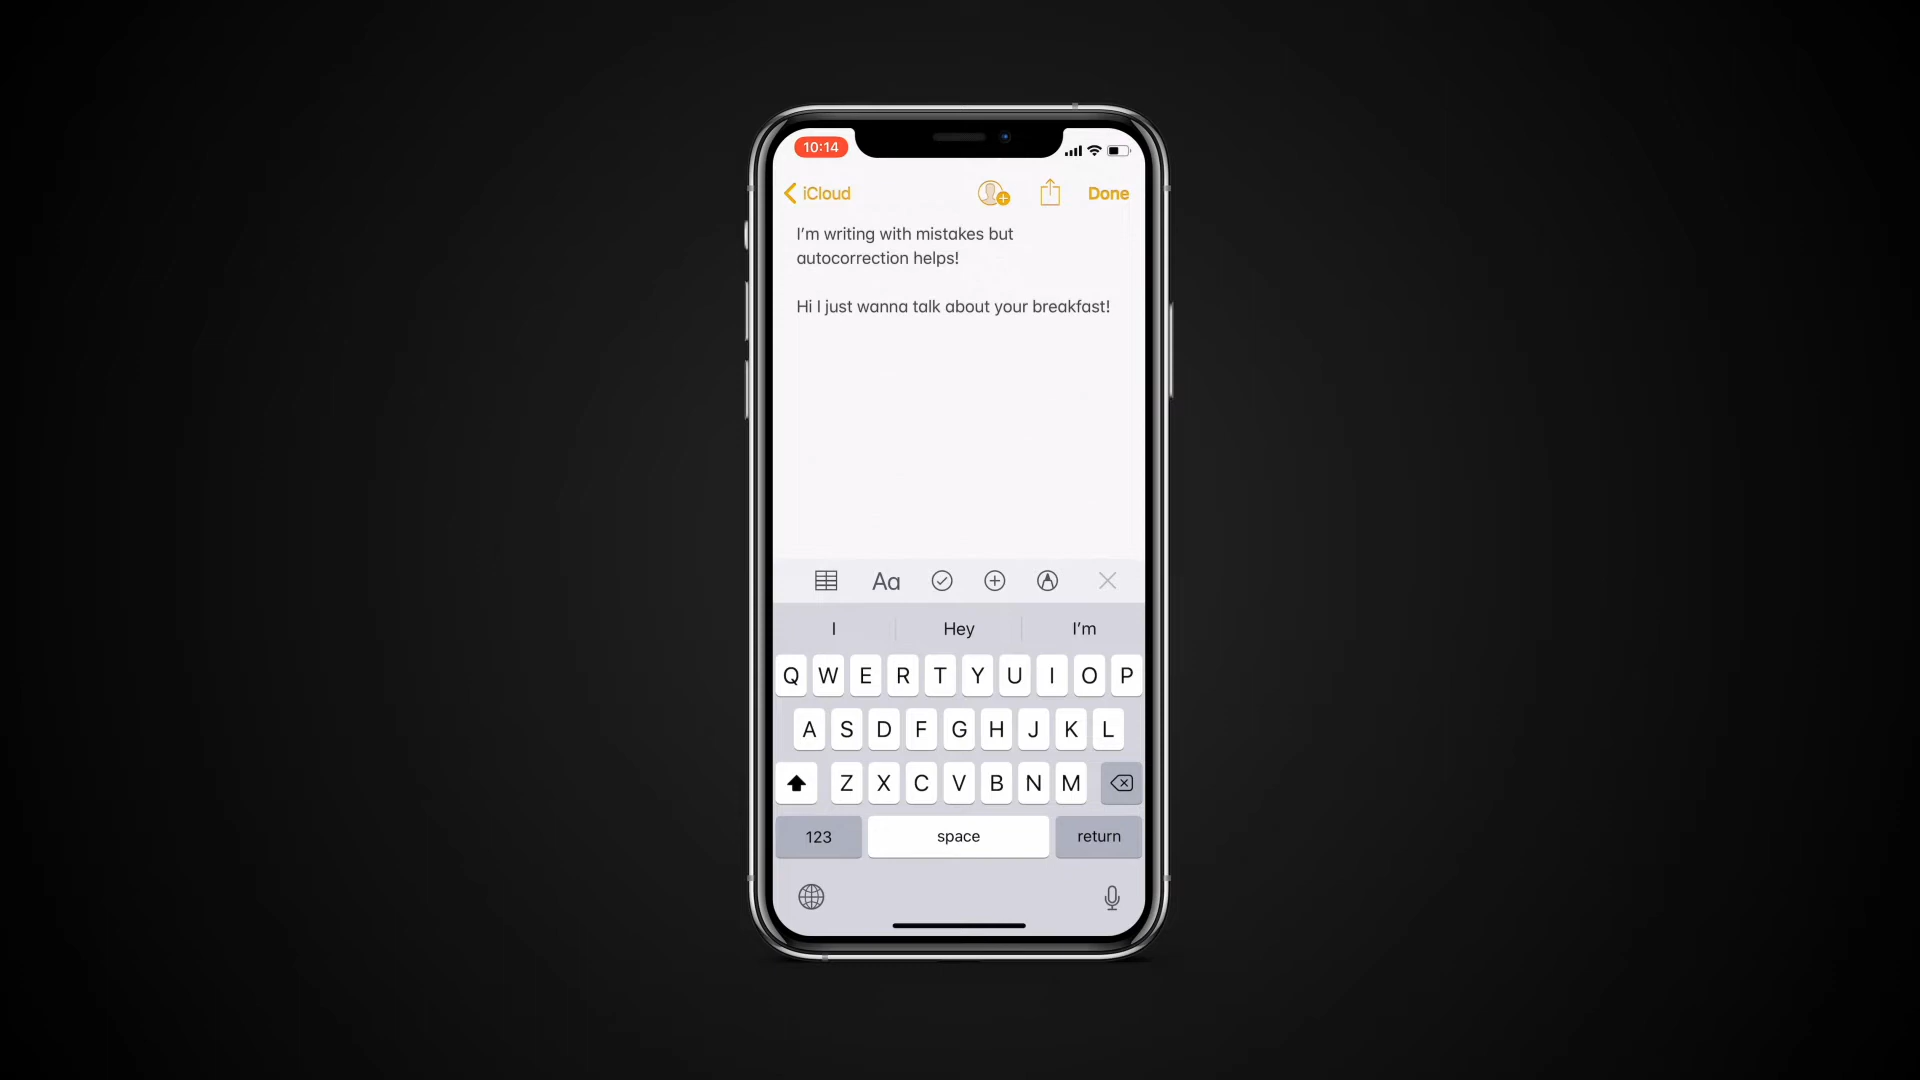 10:14
iCloud
Done
I’m writing with mistakes but
autocorrection helps!
Hi I just wanna talk about your breakfast!
Aa
I Hey I’m
Q W E R T Y U I O P
A S D F G H J K L
Z X C V B N M
123 space return